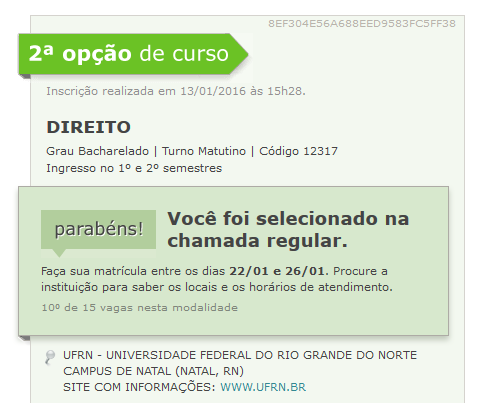 8EF304E56A688EED9583FC5FF38
2ª opção de curso
Inscrição realizada em 13/01/2016 às 15h28.
DIREITO
Grau Bacharelado | Turno Matutino | Código 12317
Ingresso no 1º e 2º semestres
parabéns!
Você foi selecionado na
chamada regular.
Faça sua matrícula entre os dias 22/01 e 26/01. Procure a
instituição para saber os locais e os horários de atendimento.
10º de 15 vagas nesta modalidade
UFRN - UNIVERSIDADE FEDERAL DO RIO GRANDE DO NORTE
CAMPUS DE NATAL (NATAL, RN)
SITE COM INFORMAÇÕES: WWW.UFRN.BR